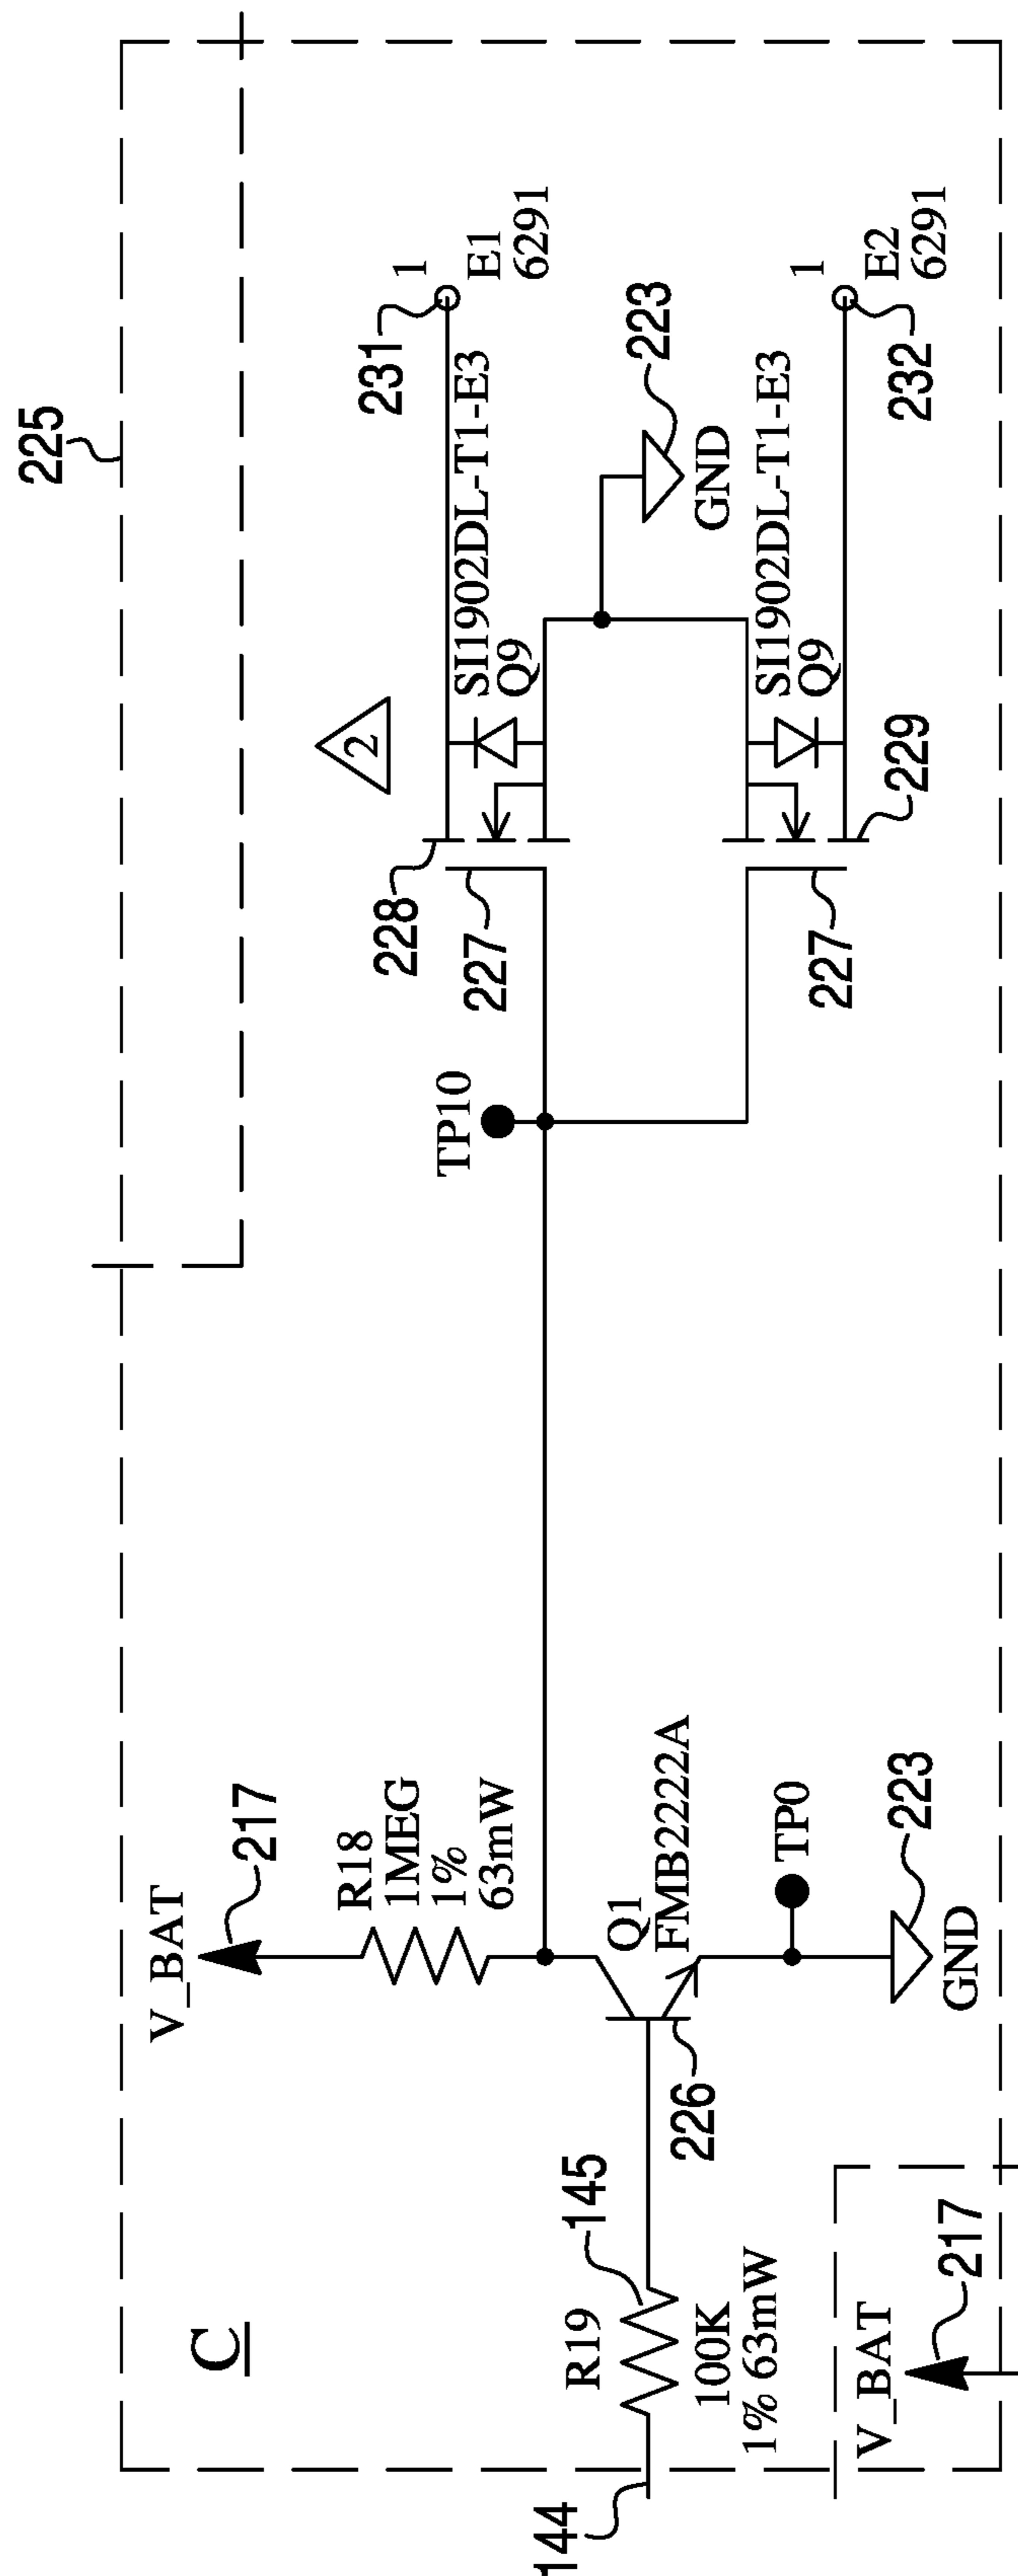 225
C
V_BAT
217
R18
1MEG
1%
63mW
TP10
2
228
227
231
1
E1
6291
SI1902DL-T1-E3
Q9
223
GND
SI1902DL-T1-E3
Q9
1
E2
6291
232
229
227
144
R19
145
100K
1% 63mW
226
Q1
FMB2222A
TP0
223
GND
V_BAT
217